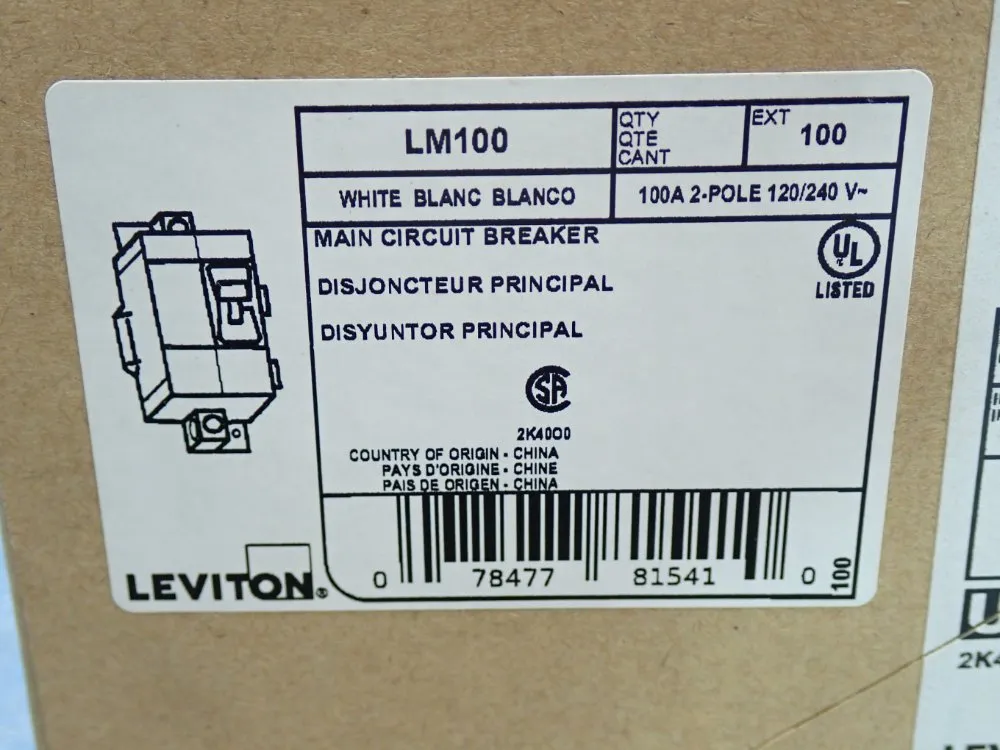 LM100
QTY
QTE
CANT
EXT 100
WHITE BLANC BLANCO
100A 2-POLE 120/240 V~
MAIN CIRCUIT BREAKER
UL
LISTED
DISJONCTEUR PRINCIPAL
DISYUNTOR PRINCIPAL
SA
2K4000
COUNTRY OF ORIGIN - CHINA
PAYS D'ORIGINE - CHINE
PAIS DE ORIGEN - CHINA
0 78477 81541 0
100
LEVITON®
2K4